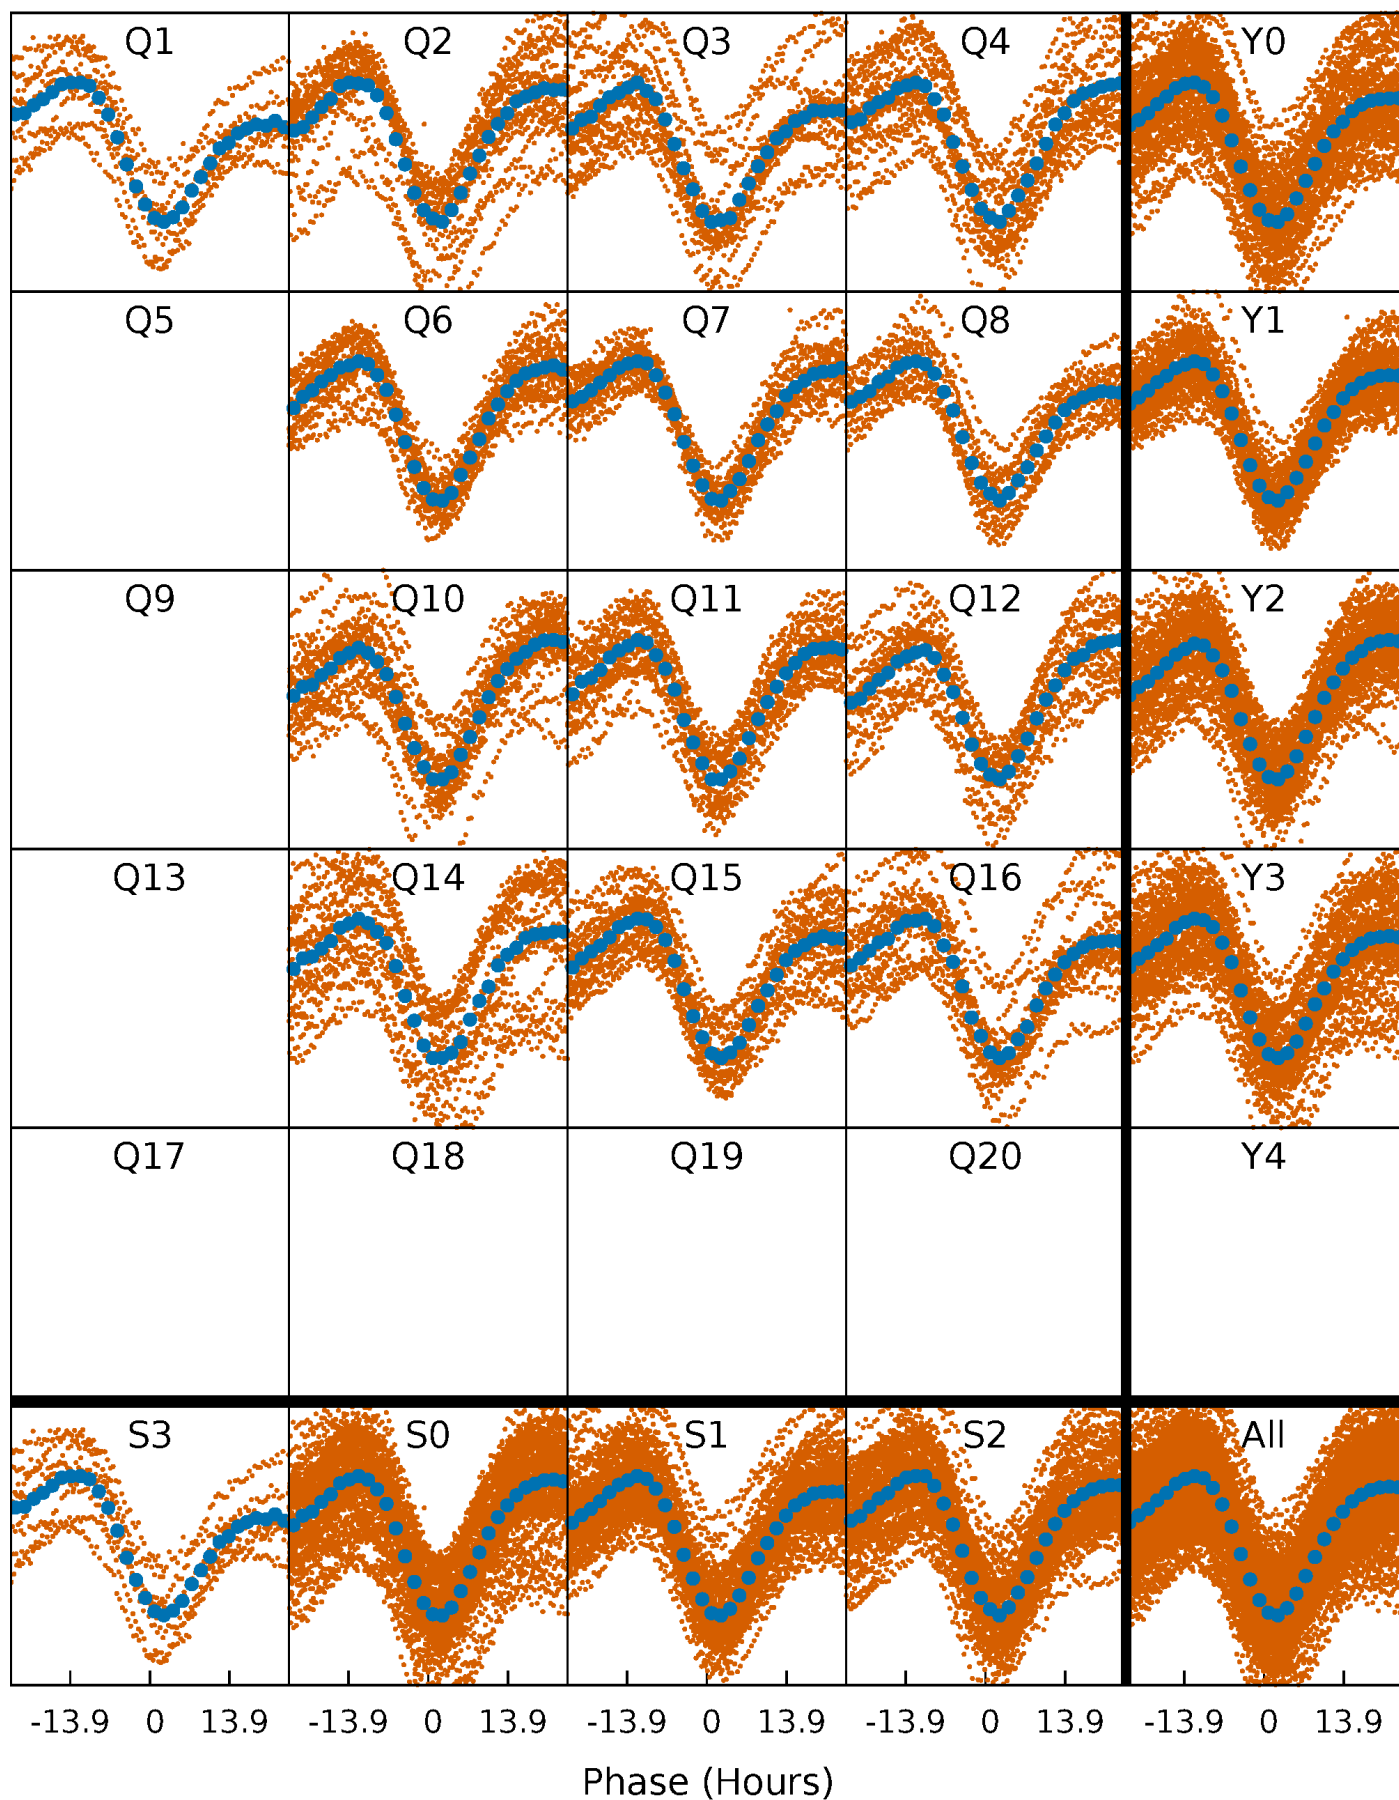 Q1 Q2 Q3 Q4 Y0
Q5 Q6 Q7 Q8 Y1
Q9 Q10 Q11 Q12 Y2
Q13 Q14 Q15 Q16 Y3
Q17 Q18 Q19 Q20 Y4
S3 S0 S1 S2 All
-13.9 0 13.9 -13.9 0 13.9 -13.9 0 13.9 -13.9 0 13.9 -13.9 0 13.9
Phase (Hours)